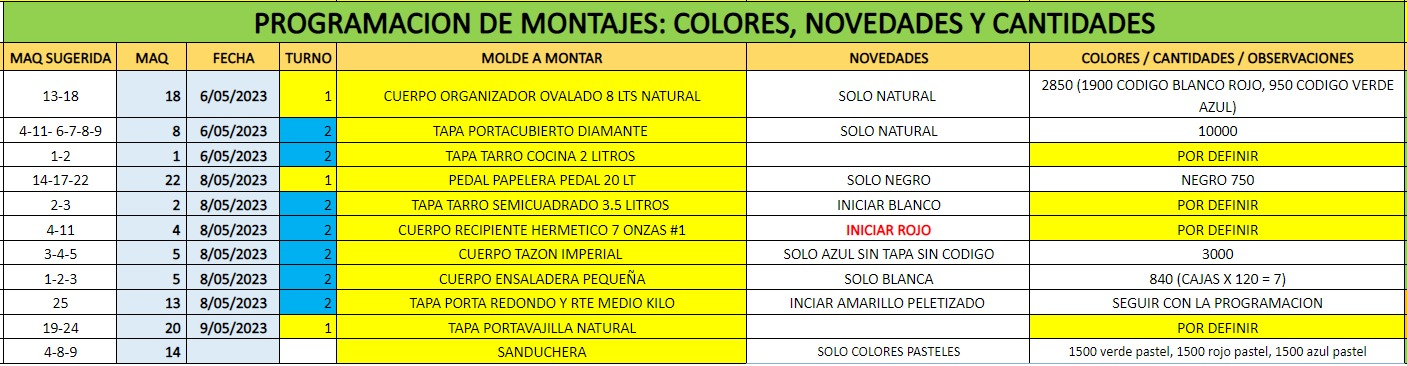 PROGRAMACION DE MONTAJES: COLORES, NOVEDADES Y CANTIDADES
MAQ SUGERIDA MAQ FECHA TURNO MOLDE A MONTAR NOVEDADES COLORES / CANTIDADES / OBSERVACIONES
13-18 18 6/05/2023 1 CUERPO ORGANIZADOR OVALADO 8 LTS NATURAL SOLO NATURAL 2850 (1900 CODIGO BLANCO ROJO, 950 CODIGO VERDE
AZUL)
4-11- 6-7-8-9 8 6/05/2023 2 TAPA PORTACUBIERTO DIAMANTE SOLO NATURAL 10000
1-2 1 6/05/2023 2 TAPA TARRO COCINA 2 LITROS POR DEFINIR
14-17-22 22 8/05/2023 1 PEDAL PAPELERA PEDAL 20 LT SOLO NEGRO NEGRO 750
2-3 2 8/05/2023 2 TAPA TARRO SEMICUADRADO 3.5 LITROS INICIAR BLANCO POR DEFINIR
4-11 4 8/05/2023 2 CUERPO RECIPIENTE HERMETICO 7 ONZAS #1 INICIAR ROJO POR DEFINIR
3-4-5 5 8/05/2023 2 CUERPO TAZON IMPERIAL SOLO AZUL SIN TAPA SIN CODIGO 3000
1-2-3 5 8/05/2023 2 CUERPO ENSALADERA PEQUEÑA SOLO BLANCA 840 (CAJAS X 120 = 7)
25 13 8/05/2023 2 TAPA PORTA REDONDO Y RTE MEDIO KILO INCIAR AMARILLO PELETIZADO SEGUIR CON LA PROGRAMACION
19-24 20 9/05/2023 1 TAPA PORTAVAJILLA NATURAL POR DEFINIR
4-8-9 14 SANDUCHERA SOLO COLORES PASTELES 1500 verde pastel, 1500 rojo pastel, 1500 azul pastel